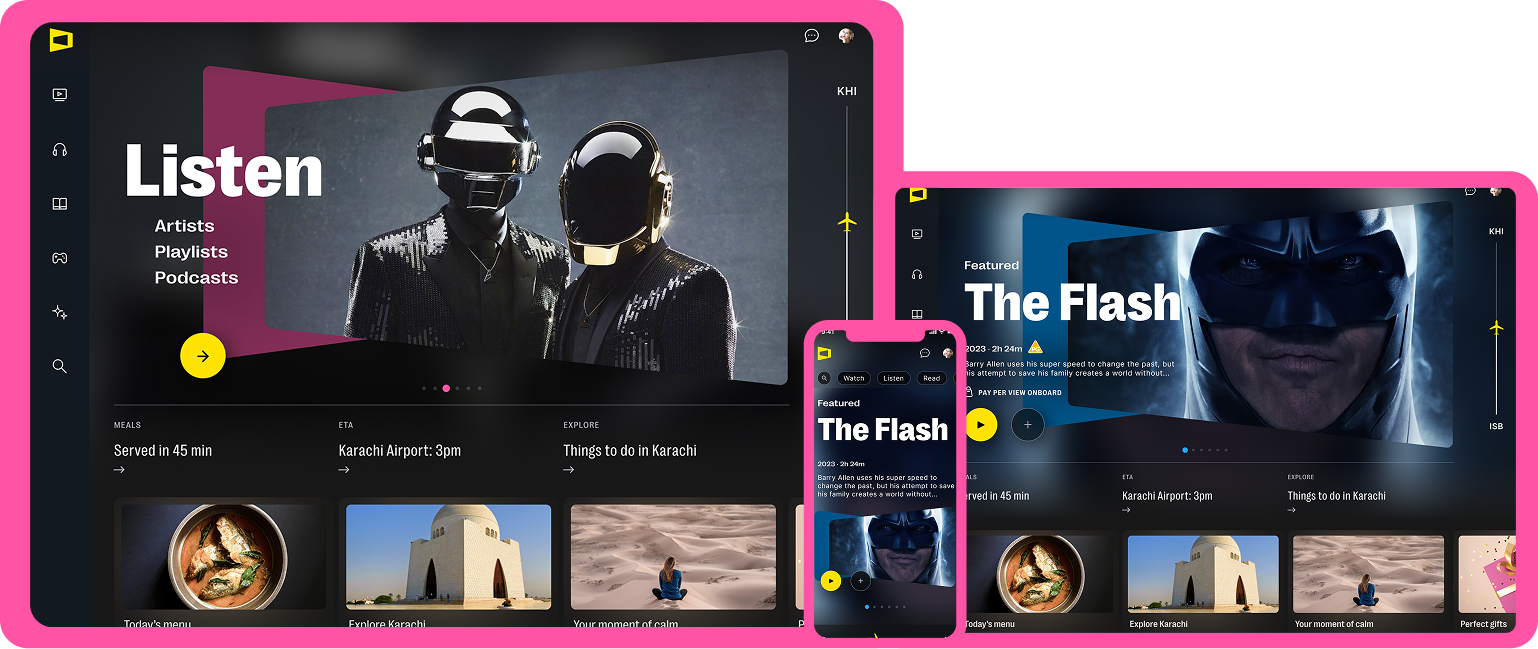 KHI
Listen
Artists
Playlists
Podcasts
MEALS
Served in 45 min
ETA
Karachi Airport: 3pm
EXPLORE
Things to do in Karachi
Today's menu
Explore Karachi
Your moment of calm
Watch
Listen
Read
Featured
The Flash
2023 · 2h 24m
Barry Allen uses his super speed to
change the past, but his attempt to save
his family creates a world without...
KHI
Featured
The Flash
2023 · 2h 24m
Barry Allen uses his super speed to change the past, but
his attempt to save his family creates a world without...
PAY PER VIEW ONBOARD
ISB
ETA
Karachi Airport: 3pm
EXPLORE
Things to do in Karachi
in 45 min
Today's menu
Explore Karachi
Your moment of calm
Perfect gifts